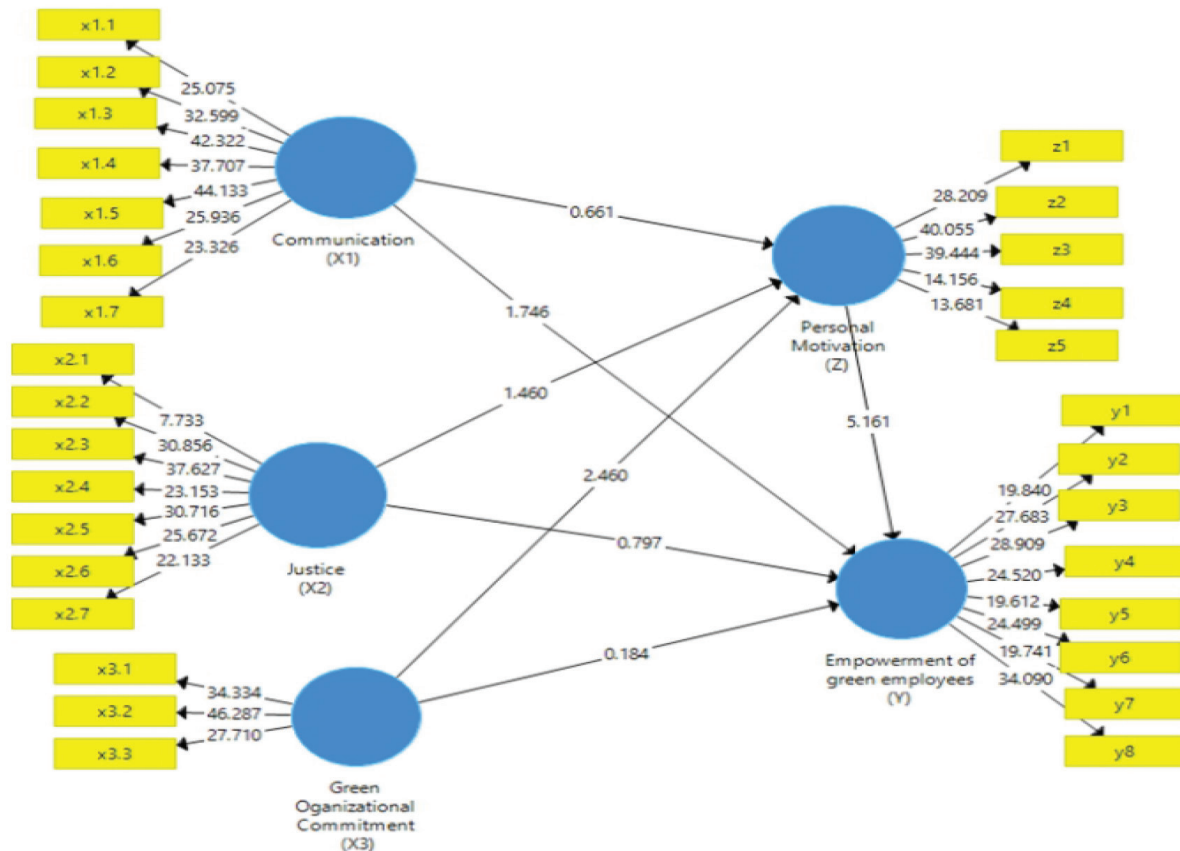 x1.1
x1.2
x1.3
x1.4
x1.5
x1.6
x1.7
25.075
32.599
42.322
37.707
44.133
25.936
23.326
Communication
(X1)
x2.1
x2.2
x2.3
x2.4
x2.5
x2.6
x2.7
7.733
30.856
37.627
23.153
30.716
25.672
22.133
Justice
(X2)
x3.1
x3.2
x3.3
34.334
46.287
27.710
Green
Oganizational
Commitment
(X3)
0.661
1.746
1.460
2.460
0.797
0.184
5.161
Personal
Motivation
(Z)
28.209
40.055
39.444
14.156
13.681
z1
z2
z3
z4
z5
Empowerment of
green employees
(Y)
19.840
27.683
28.909
24.520
19.612
24.499
19.741
34.090
y1
y2
y3
y4
y5
y6
y7
y8